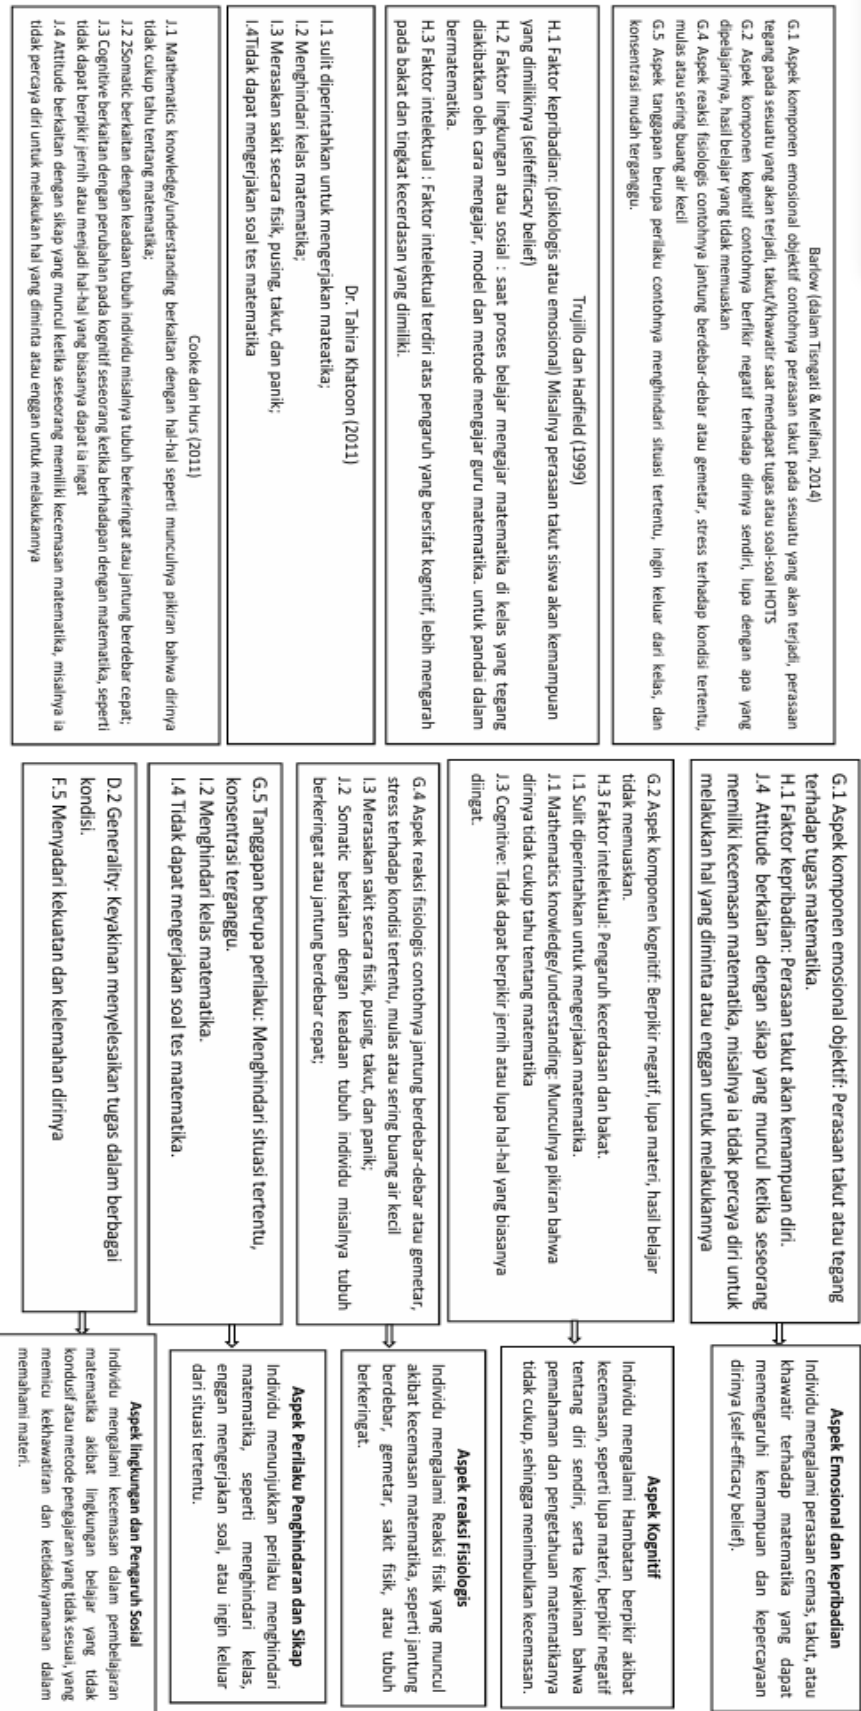 Barlow (dalam Tisngati & Meifiani, 2014)
G.1 Aspek komponen emosional objektif contohnya perasaan takut pada sesuatu yang akan terjadi, perasaan
tegang pada sesuatu yang akan terjadi, takut/khawatir saat mendapat tugas atau soal-soal HOTS
G.2 Aspek komponen kognitif contohnya berfikir negatif terhadap dirinya sendiri, lupa dengan apa yang
dipelajarinya, hasil belajar yang tidak memuaskan
G.4 Aspek reaksi fisiologis contohnya jantung berdebar-debar atau gemetar, stress terhadap kondisi tertentu,
mulas atau sering buang air kecil
G.5 Aspek tanggapan berupa perilaku contohnya menghindari situasi tertentu, ingin keluar dari kelas, dan
konsentrasi mudah terganggu.
Trujillo dan Hadfield (1999)
H.1 Faktor kepribadian: (psikologis atau emosional) Misalnya perasaan takut siswa akan kemampuan
yang dimilikinya (selfefficacy belief)
H.2 Faktor lingkungan atau sosial : saat proses belajar mengajar matematika di kelas yang tegang
diakibatkan oleh cara mengajar, model dan metode mengajar guru matematika. untuk pandai dalam
bermatematika.
H.3 Faktor intelektual : Faktor intelektual terdiri atas pengaruh yang bersifat kognitif, lebih mengarah
pada bakat dan tingkat kecerdasan yang dimiliki.
Dr. Tahira Khatoon (2011)
I.1 sulit diperintahkan untuk mengerjakan mateatika;
I.2 Menghindari kelas matematika;
I.3 Merasakan sakit secara fisik, pusing, takut, dan panik;
I.4Tidak dapat mengerjakan soal tes matematika
Cooke dan Hurs (2011)
J.1 Mathematics knowledge/understanding berkaitan dengan hal-hal seperti munculnya pikiran bahwa dirinya
tidak cukup tahu tentang matematika;
J.2 2Somatic berkaitan dengan keadaan tubuh individu misalnya tubuh berkeringat atau jantung berdebar cepat;
J.3 Cognitive berkaitan dengan perubahan pada kognitif seseorang ketika berhadapan dengan matematika, seperti
tidak dapat berpikir jernih atau menjadi hal-hal yang biasanya dapat ia ingat
J.4 Attitude berkaitan dengan sikap yang muncul ketika seseorang memiliki kecemasan matematika, misalnya ia
tidak percaya diri untuk melakukan hal yang diminta atau enggan untuk melakukannya
G.1 Aspek komponen emosional objektif: Perasaan takut atau tegang
terhadap tugas matematika.
H.1 Faktor kepribadian: Perasaan takut akan kemampuan diri.
J.4 Attitude berkaitan dengan sikap yang muncul ketika seseorang
memiliki kecemasan matematika, misalnya ia tidak percaya diri untuk
melakukan hal yang diminta atau enggan untuk melakukannya
G.2 Aspek komponen kognitif: Berpikir negatif, lupa materi, hasil belajar
tidak memuaskan.
H.3 Faktor intelektual: Pengaruh kecerdasan dan bakat.
I.1 Sulit diperintahkan untuk mengerjakan matematika.
J.1 Mathematics knowledge/understanding: Munculnya pikiran bahwa
dirinya tidak cukup tahu tentang matematika
J.3 Cognitive: Tidak dapat berpikir jernih atau lupa hal-hal yang biasanya
diingat.
G.4 Aspek reaksi fisiologis contohnya jantung berdebar-debar atau gemetar,
stress terhadap kondisi tertentu, mulas atau sering buang air kecil
I.3 Merasakan sakit secara fisik, pusing, takut, dan panik;
J.2 Somatic berkaitan dengan keadaan tubuh individu misalnya tubuh
berkeringat atau jantung berdebar cepat;
G.5 Tanggapan berupa perilaku: Menghindari situasi tertentu,
konsentrasi terganggu.
I.2 Menghindari kelas matematika.
I.4 Tidak dapat mengerjakan soal tes matematika.
D.2 Generality: Keyakinan menyelesaikan tugas dalam berbagai
kondisi.
F.5 Menyadari kekuatan dan kelemahan dirinya
Aspek Emosional dan kepribadian
Individu mengalami perasaan cemas, takut, atau
khawatir terhadap matematika yang dapat
memengaruhi kemampuan dan kepercayaan
dirinya (self-efficacy belief).
Aspek Kognitif
Individu mengalami Hambatan berpikir akibat
kecemasan, seperti lupa materi, berpikir negatif
tentang diri sendiri, serta keyakinan bahwa
pemahaman dan pengetahuan matematikanya
tidak cukup, sehingga menimbulkan kecemasan.
Aspek reaksi Fisiologis
Individu mengalami Reaksi fisik yang muncul
akibat kecemasan matematika, seperti jantung
berdebar, gemetar, sakit fisik, atau tubuh
berkeringat.
Aspek Perilaku Penghindaran dan Sikap
Individu menunjukkan perilaku menghindari
matematika, seperti menghindari kelas,
enggan mengerjakan soal, atau ingin keluar
dari situasi tertentu.
Aspek lingkungan dan Pengaruh Sosial
Individu mengalami kecemasan dalam pembelajaran
matematika akibat lingkungan belajar yang tidak
kondusif atau metode pengajaran yang tidak sesuai, yang
memicu kekhawatiran dan ketidaknyamanan dalam
memahami materi.